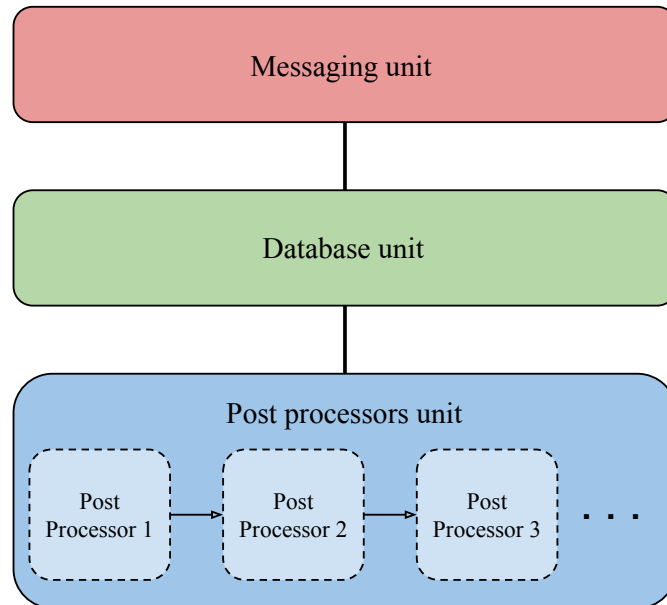 Messaging unit
Database unit
Post processors unit
Post
Processor 1
Post
Processor 2
Post
Processor 3
. . .